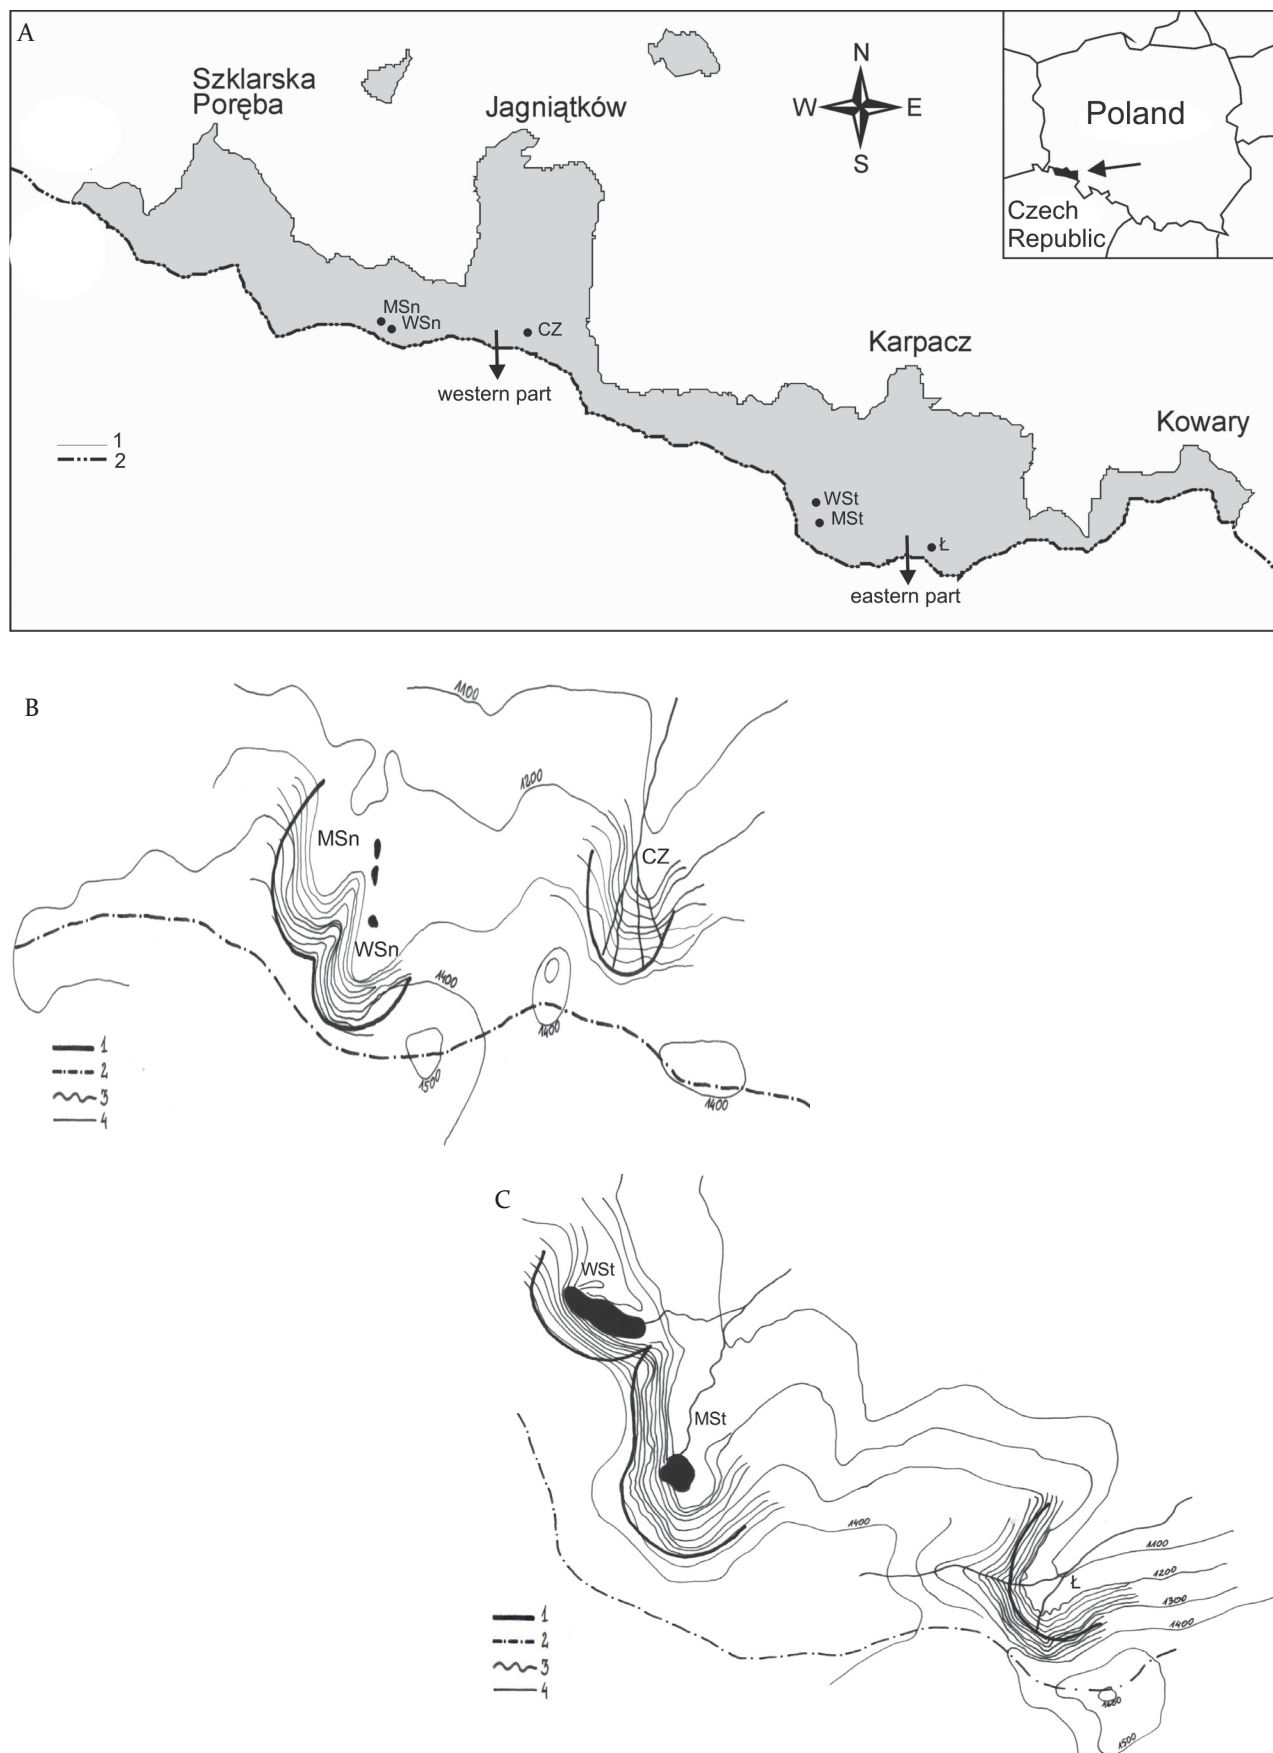 A
Szklarska
Poręba
Jagniątków
N
W E
S
Poland
Czech
Republic
MSn
WSn
CZ
western part
Karpacz
Kowary
1
2
WSt
MSt
Ł
eastern part
B
1100
1200
MSn
CZ
WSn
1400
1400
1500
1400
1
2
3
4
C
WSt
MSt
1400
1100
Ł
1200
1300
1400
1600
1500
1
2
3
4